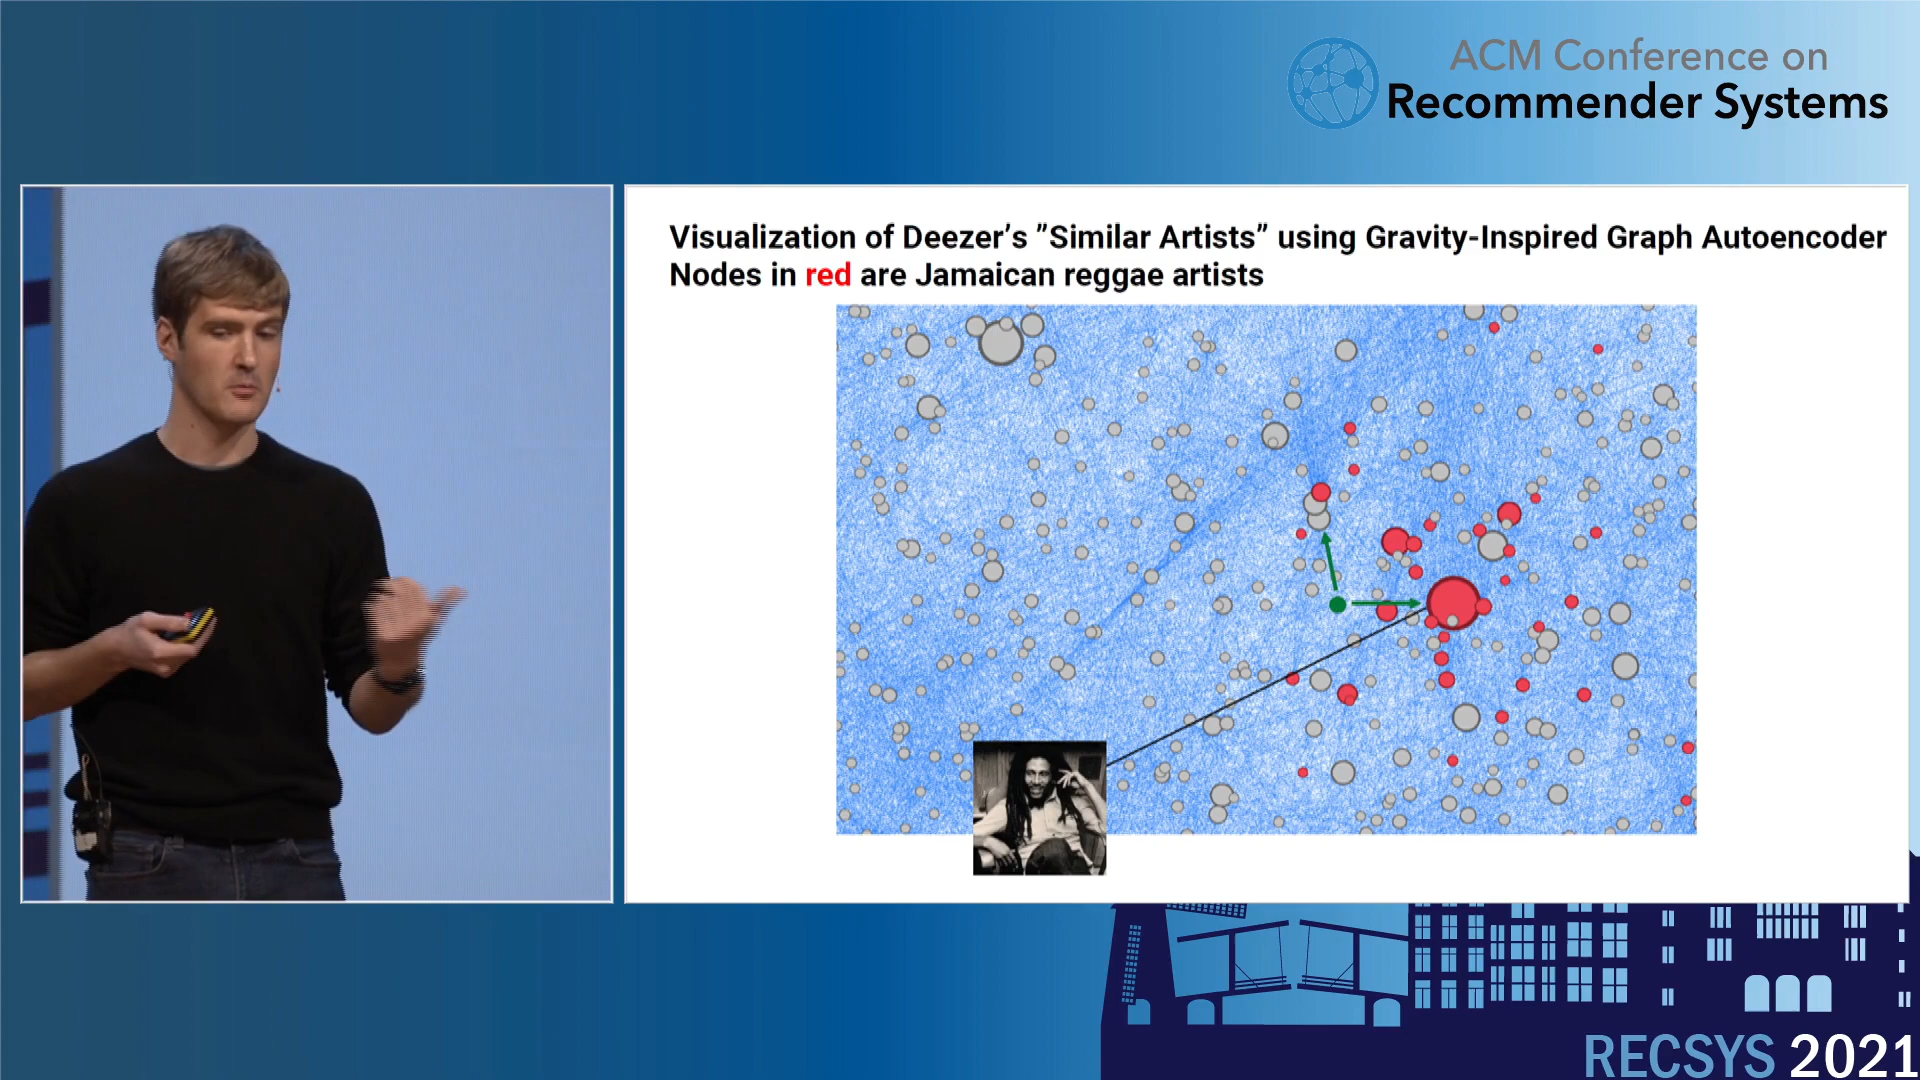 ACM Conference on
Recommender Systems
Visualization of Deezer's ”Similar Artists” using Gravity-Inspired Graph Autoencoder
Nodes in red are Jamaican reggae artists
RECSYS 2021